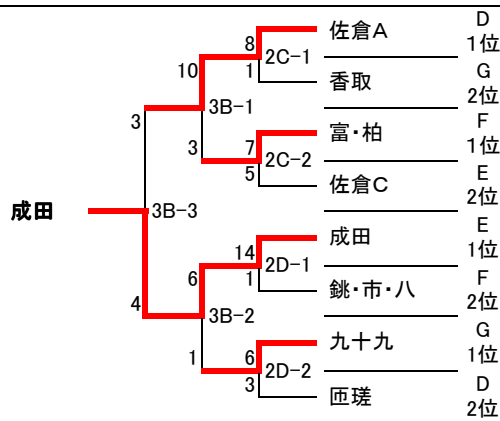 D
8
佐倉A
1位
10
2C-1
1
香取
G
2位
3
3B-1
F
7
富・柏
1位
3
2C-2
5
佐倉C
E
2位
成田
3B-3
E
14
成田
1位
6
2D-1
1
銚・市・八
F
2位
4
3B-2
G
6
九十九
1位
1
2D-2
3
匝瑳
D
2位